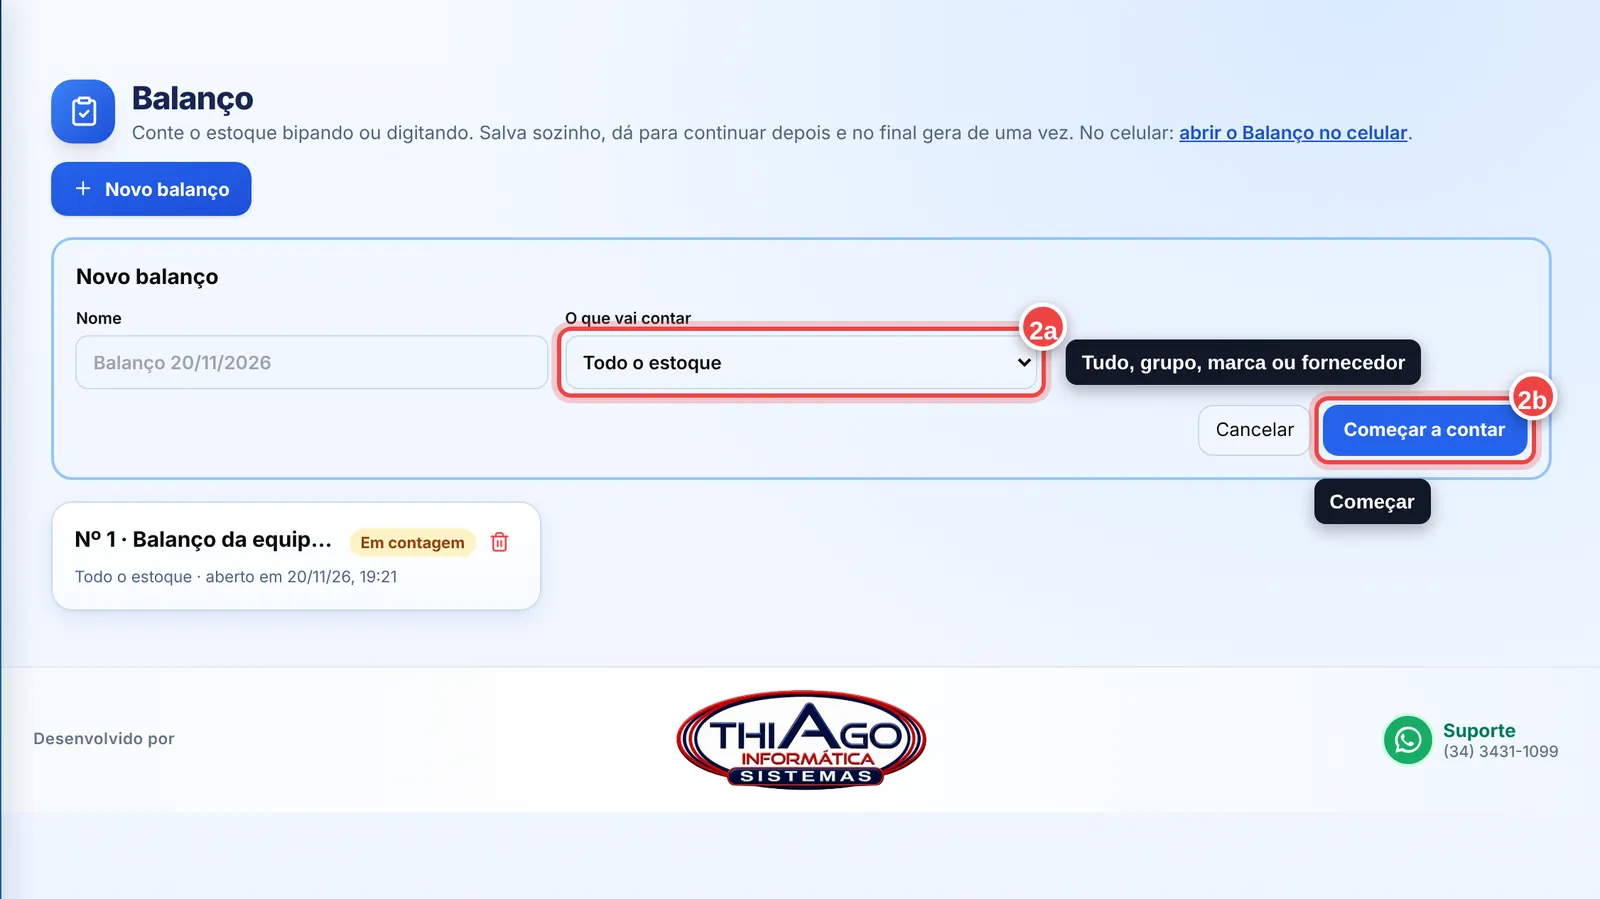 Balanço
Conte o estoque bipando ou digitando. Salva sozinho, dá para continuar depois e no final gera de uma vez. No celular: abrir o Balanço no celular.
+ Novo balanço
Novo balanço
Nome
O que vai contar
2a
Balanço 20/11/2026
Todo o estoque
Tudo, grupo, marca ou fornecedor
2b
Cancelar
Começar a contar
Começar
Nº 1 · Balanço da equip...
Em contagem
Todo o estoque · aberto em 20/11/26, 19:21
Desenvolvido por
THIAGO
INFORMÁTICA
SISTEMAS
Suporte
(34) 3431-1099